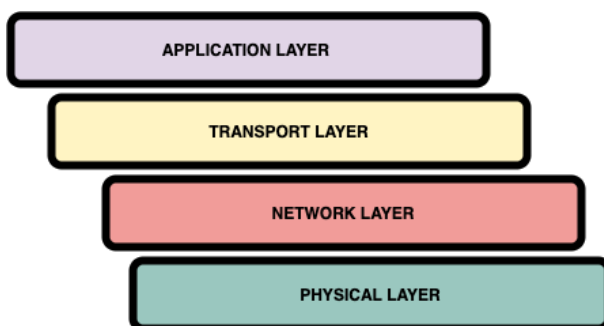 APPLICATION LAYER
TRANSPORT LAYER
NETWORK LAYER
PHYSICAL LAYER